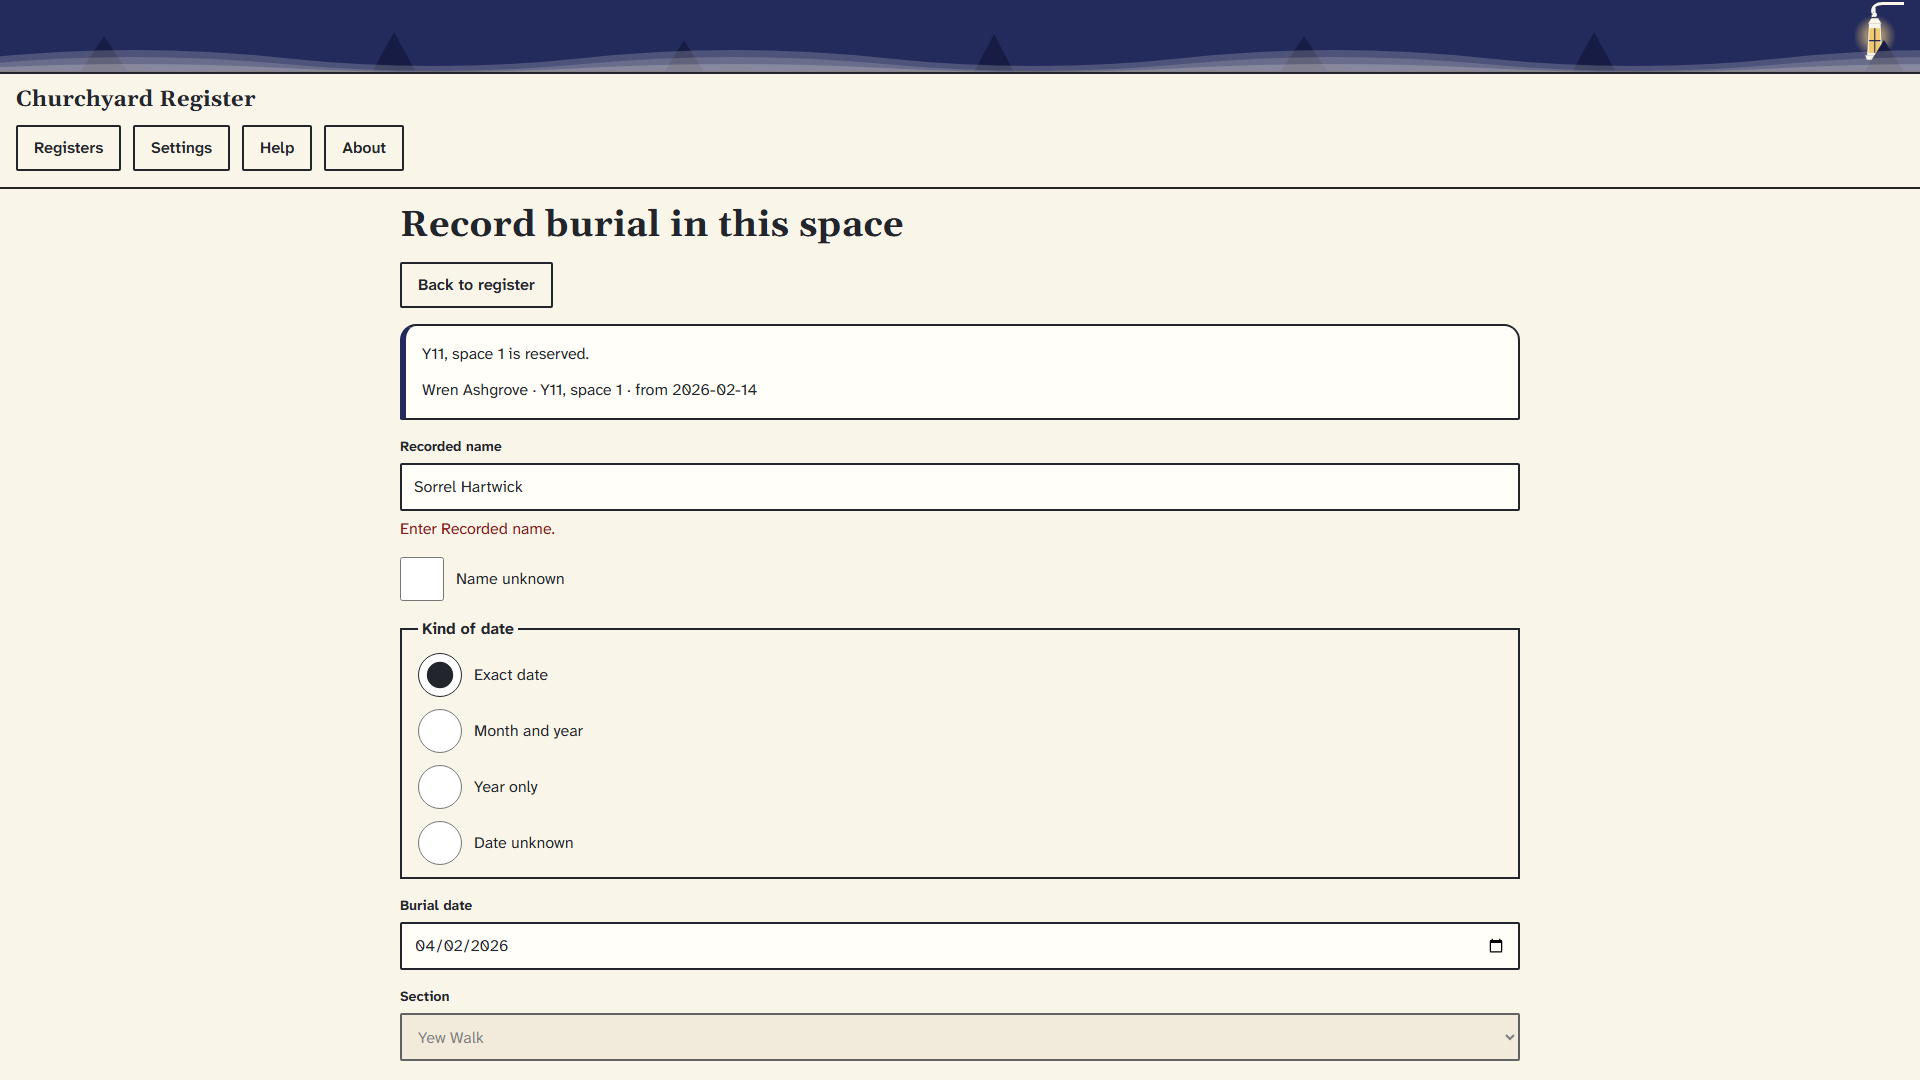 Churchyard Register
Registers
Settings
Help
About
Record burial in this space
Back to register
Y11, space 1 is reserved.
Wren Ashgrove · Y11, space 1 · from 2026-02-14
Recorded name
Sorrel Hartwick
Enter Recorded name.
Name unknown
Kind of date
Exact date
Month and year
Year only
Date unknown
Burial date
04/02/2026
Section
Yew Walk